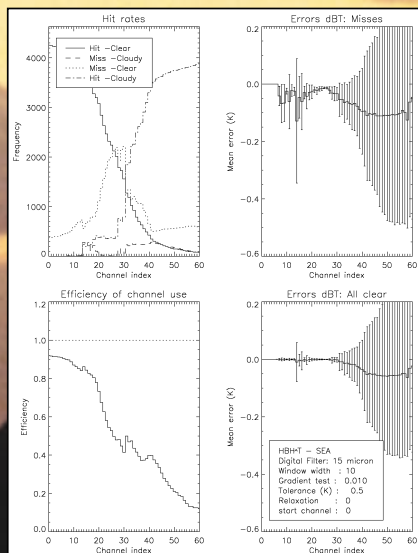 Hit rates
Hit -Clear
Miss -Cloudy
Miss -Clear
Hit -Cloudy
Frequency
4000
3000
2000
1000
0
0 10 20 30 40 50 60
Channel index
Errors dBT: Misses
Mean error (K)
0.2
0.0
-0.2
-0.4
-0.6
10 20 30 40 50 60
Channel index
Efficiency of channel use
Efficiency
1.2
1.0
0.8
0.6
0.4
0.2
0.0
0 10 20 30 40 50 60
Channel index
Errors dBT: All clear
Mean error (K)
0.2
0.0
-0.2
-0.4
-0.6
HBH*T - SEA
Digital Filter: 15 micron
Window width : 10
Gradient test : 0.010
Tolerance (K) : 0.5
Relaxation : 0
start channel : 0
10 20 30 40 50 60
Channel index